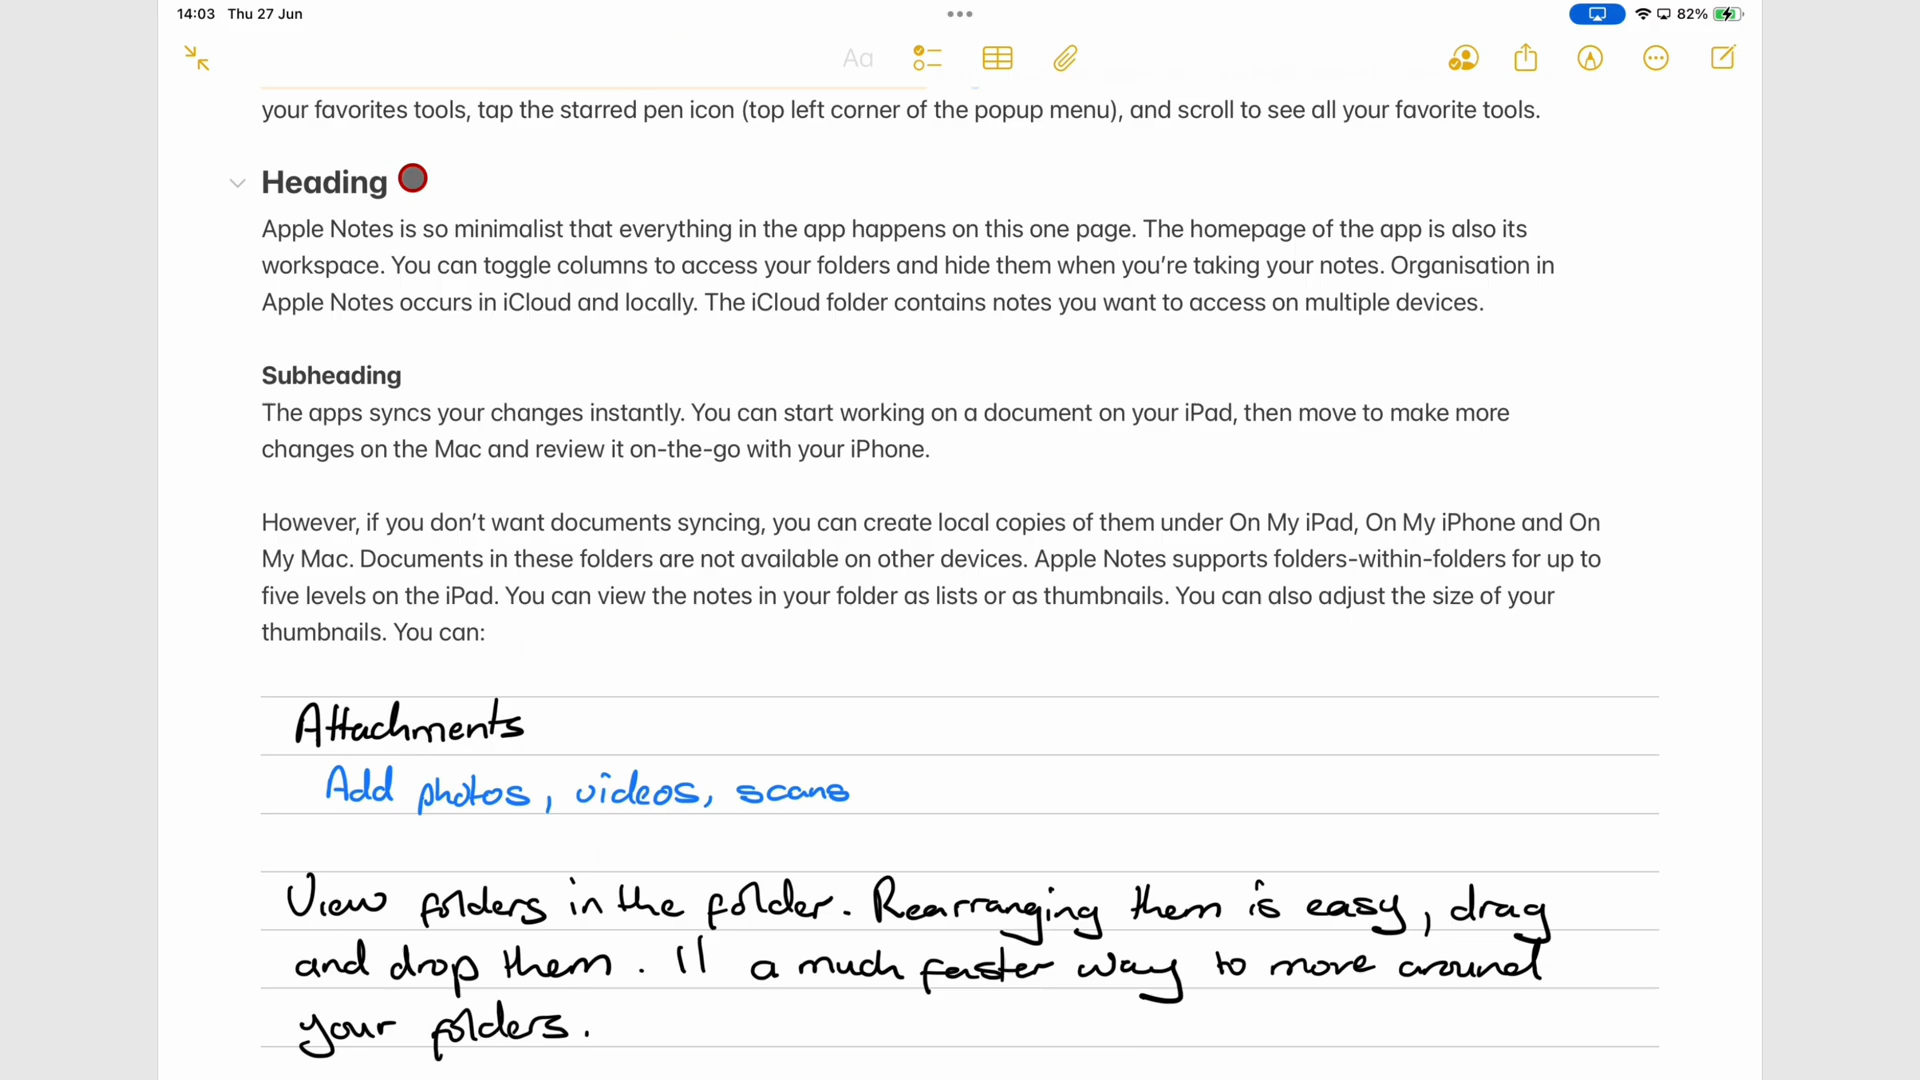 14:03 Thu 27 Jun
82%
Aa
your favorites tools, tap the starred pen icon (top left corner of the popup menu), and scroll to see all your favorite tools.
Heading
Apple Notes is so minimalist that everything in the app happens on this one page. The homepage of the app is also its
workspace. You can toggle columns to access your folders and hide them when you’re taking your notes. Organisation in
Apple Notes occurs in iCloud and locally. The iCloud folder contains notes you want to access on multiple devices.
Subheading
The apps syncs your changes instantly. You can start working on a document on your iPad, then move to make more
changes on the Mac and review it on-the-go with your iPhone.
However, if you don’t want documents syncing, you can create local copies of them under On My iPad, On My iPhone and On
My Mac. Documents in these folders are not available on other devices. Apple Notes supports folders-within-folders for up to
five levels on the iPad. You can view the notes in your folder as lists or as thumbnails. You can also adjust the size of your
thumbnails. You can:
Attachments
Add photos, videos, scans
View folders in the folder. Rearranging them is easy, drag
and drop them. 11 a much faster way to move around
your folders.